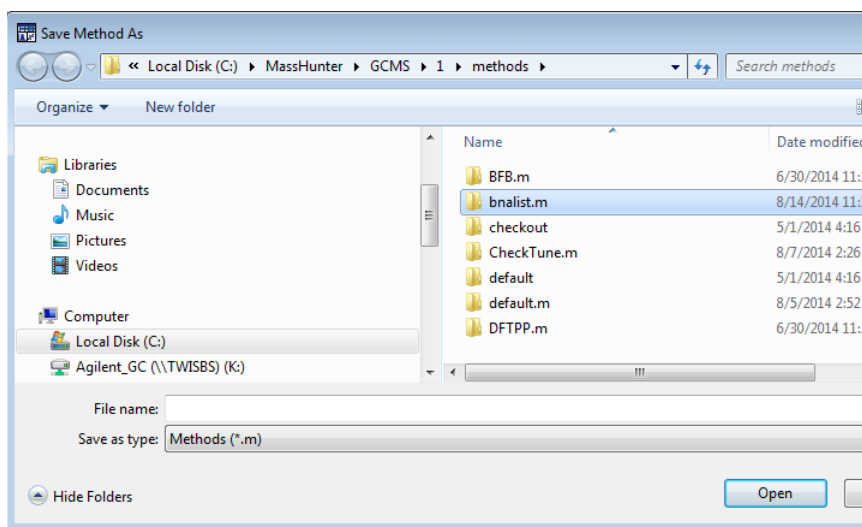 Save Method As
« Local Disk (C:) MassHunter GCMS 1 methods Search methods
Organize New folder
Name Date modified
Libraries
Documents
Music
Pictures
Videos
Computer
Local Disk (C:)
Agilent_GC (\\TWISBS) (K:)
BFB.m 6/30/2014 11:
bnalist.m 8/14/2014 11:
checkout 5/1/2014 4:16
CheckTune.m 8/7/2014 2:26
default 5/1/2014 4:16
default.m 8/5/2014 2:52
DFTPP.m 6/30/2014 11:
File name:
Save as type: Methods (*.m)
Hide Folders Open